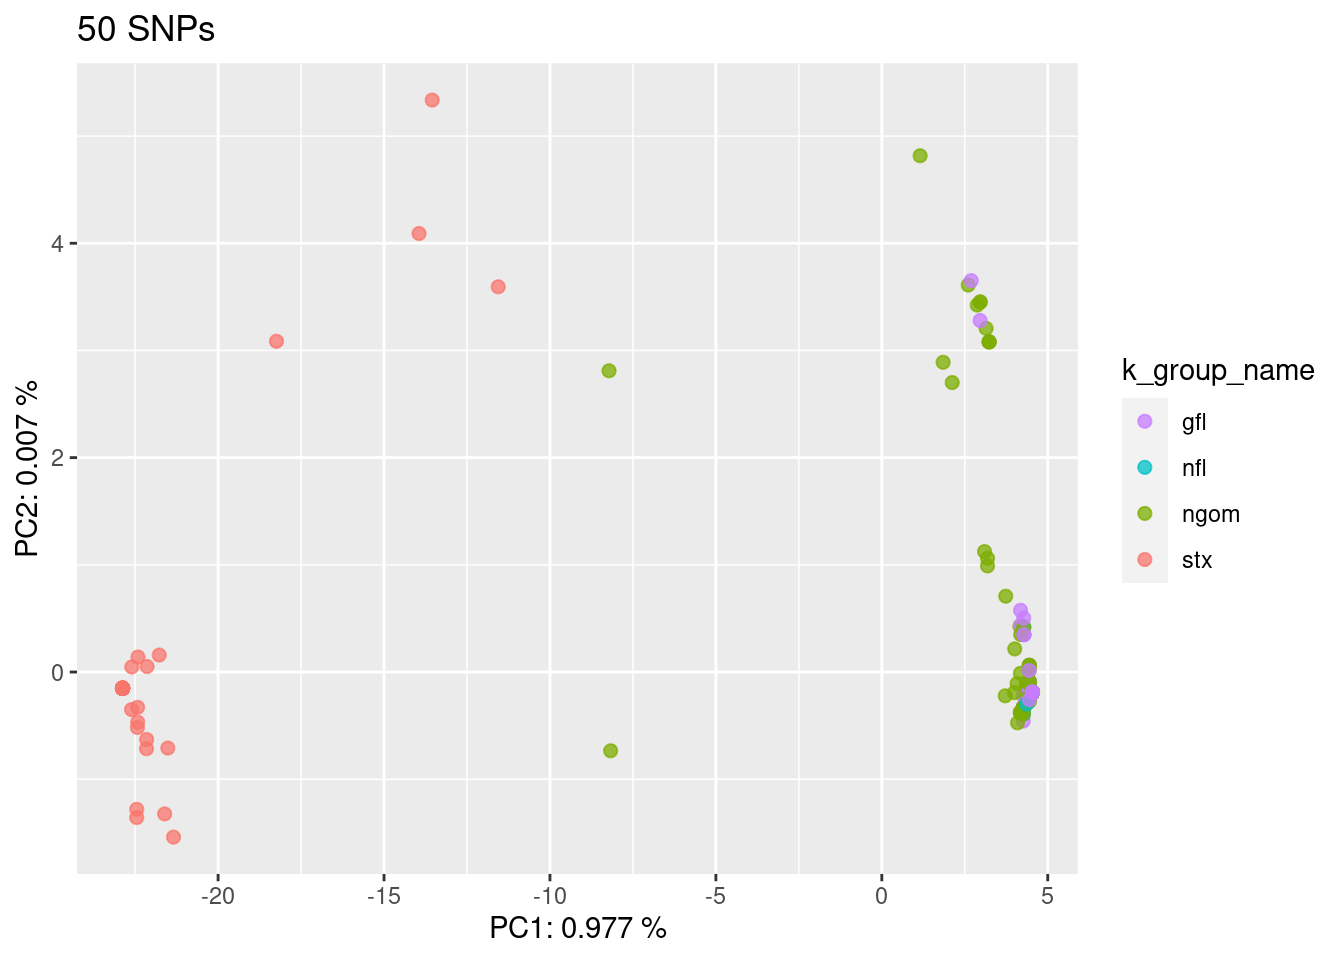 50 SNPs
PC2: 0.007 %
4
2
0
-20
-15
-10
-5
0
5
PC1: 0.977 %
k_group_name
gfl
nfl
ngom
stx